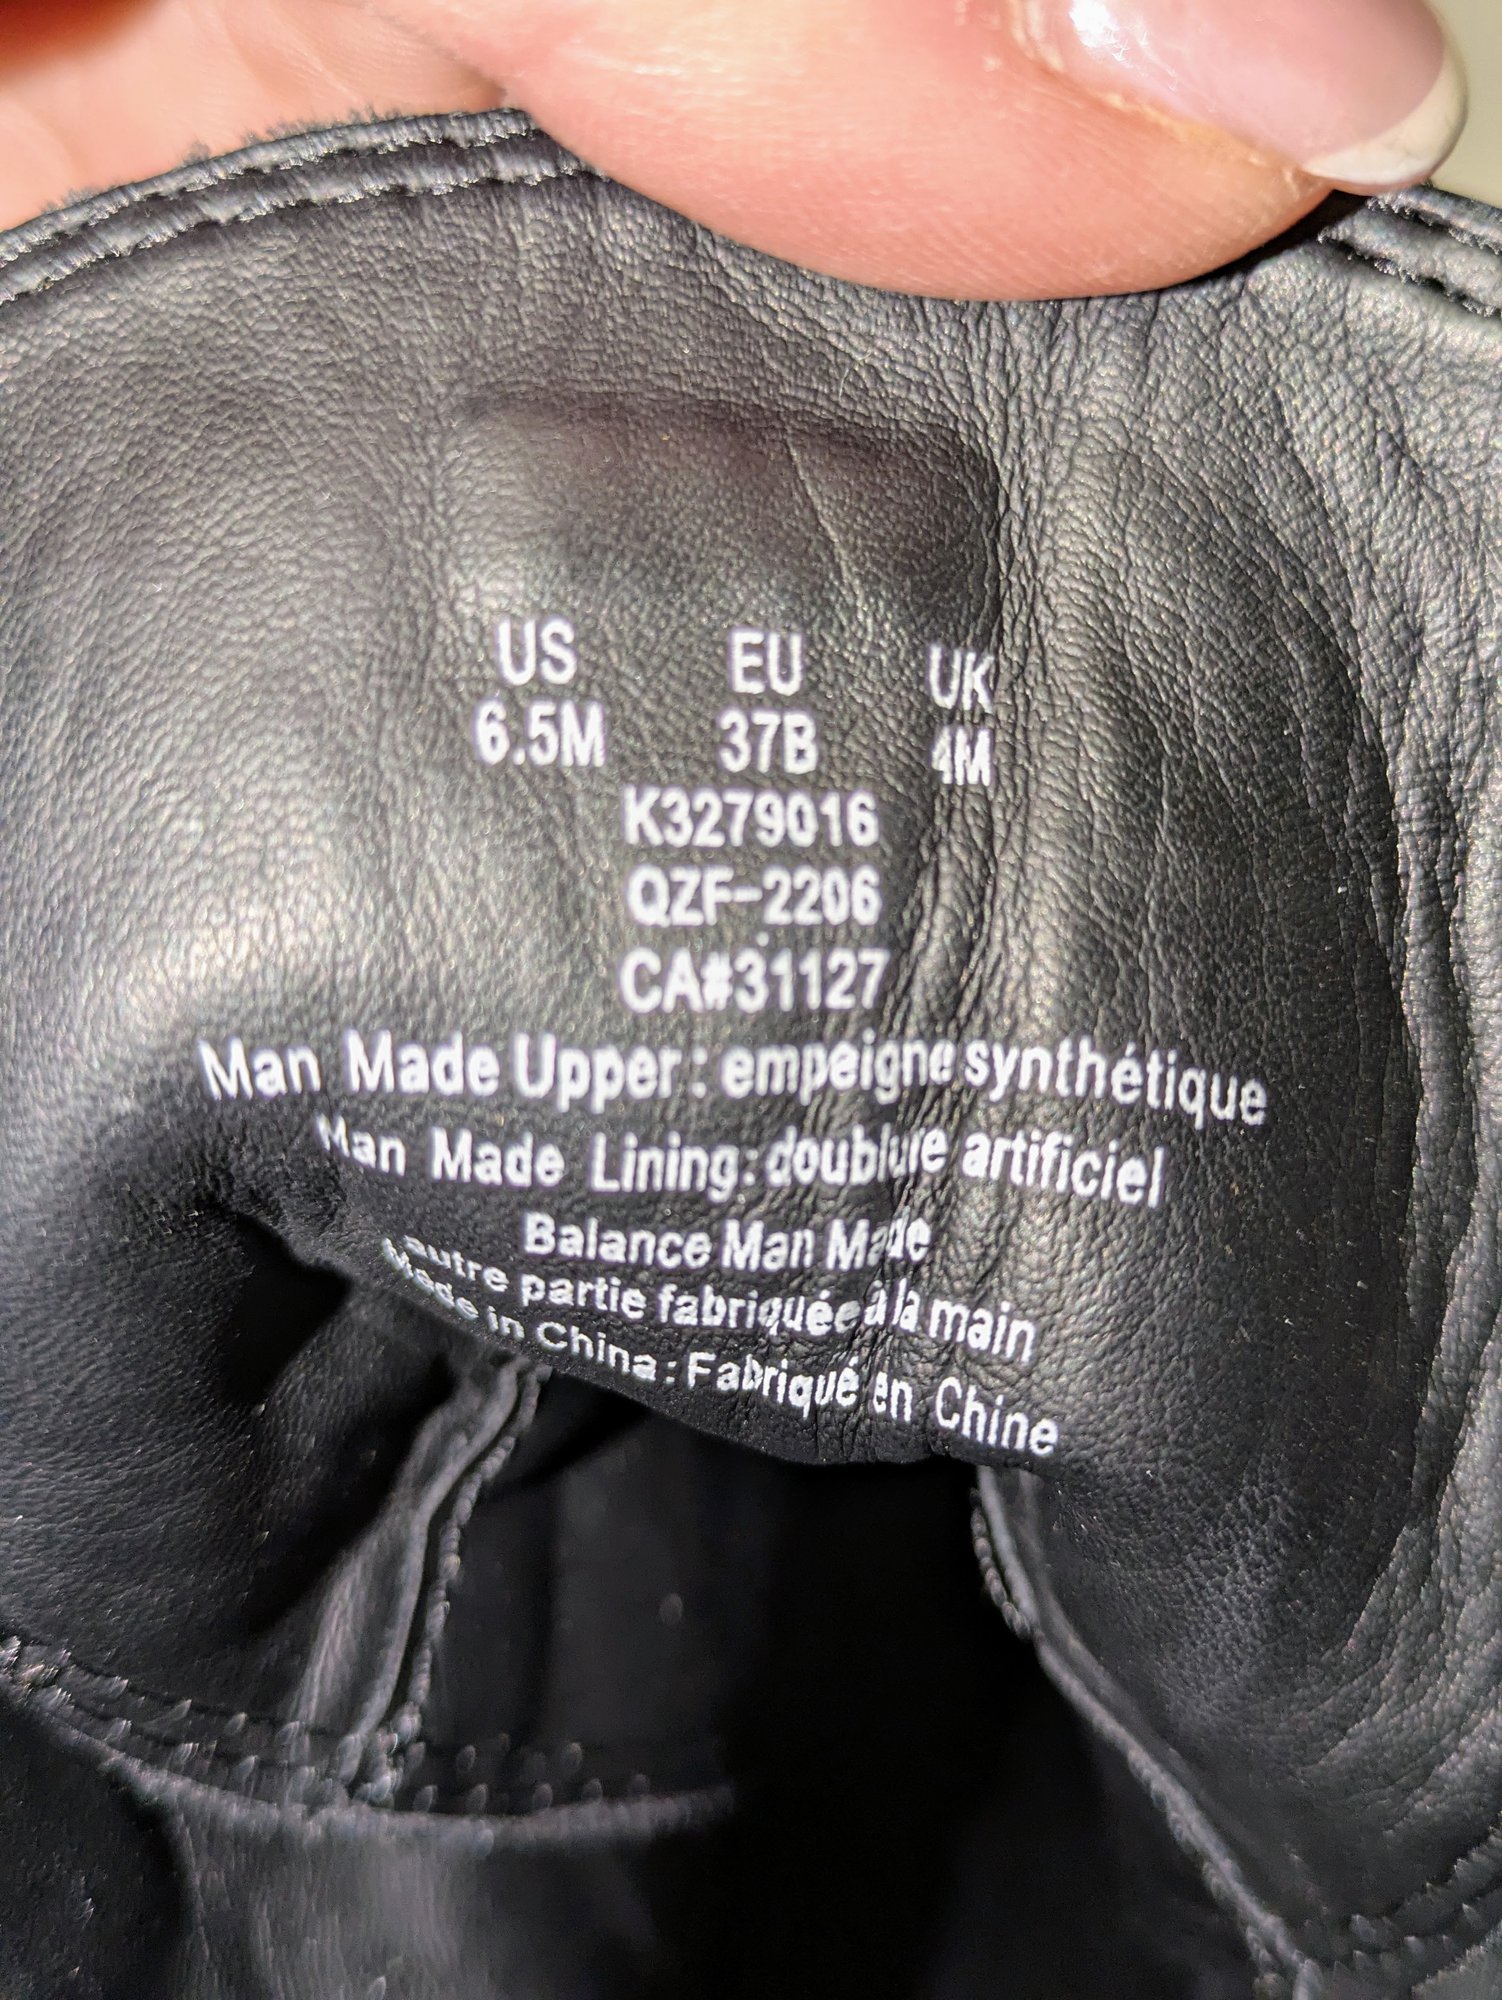 US EU UK
6.5M 37B 4M
K3279016
QZF-2206
CA#31127
Man Made Upper: empeigne synthétique
Man Made Lining: doublure artificiel
Balance Man Made
autre partie fabriquée à la main
Made in China: Fabriqué en Chine